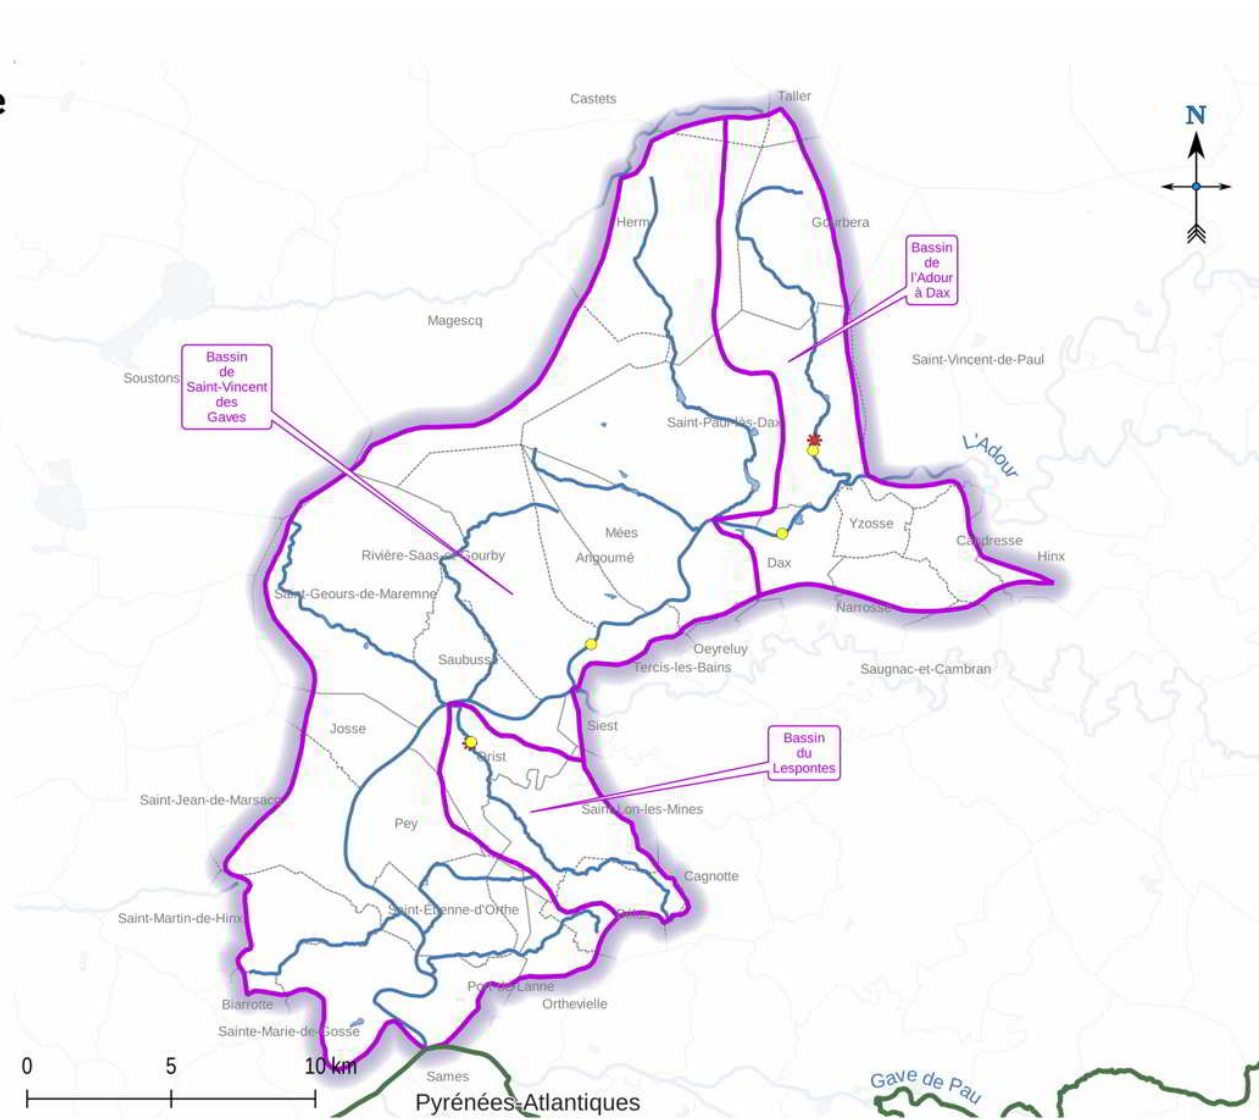 e
Castets
Taller
N
Herm
Gourbera
Bassin
de
l'Adour
à Dax
Magescq
Bassin
de
Saint-Vincent
des
Gaves
Soustons
Saint-Vincent-de-Paul
Saint-Paul-lès-Dax
L'Adour
Yzosse
Mées
Candresse
Rivière-Saas-et-Gourby
Angoumé
Dax
Hinx
Saint-Geours-de-Maremne
Narrosse
Oeyreluy
Saubusse
Tercis-les-Bains
Saugnac-et-Cambran
Josse
Siest
Orist
Bassin
du
Lespontes
Saint-Jean-de-Marsacq
Saint-Lon-les-Mines
Pey
Cagnotte
Saint-Etienne-d'Orthe
Bélus
Saint-Martin-de-Hinx
Port-de-Lanne
Biarrotte
Orthevielle
Sainte-Marie-de-Gosse
0 5 10 km
Sames
Gave de Pau
Pyrénées-Atlantiques